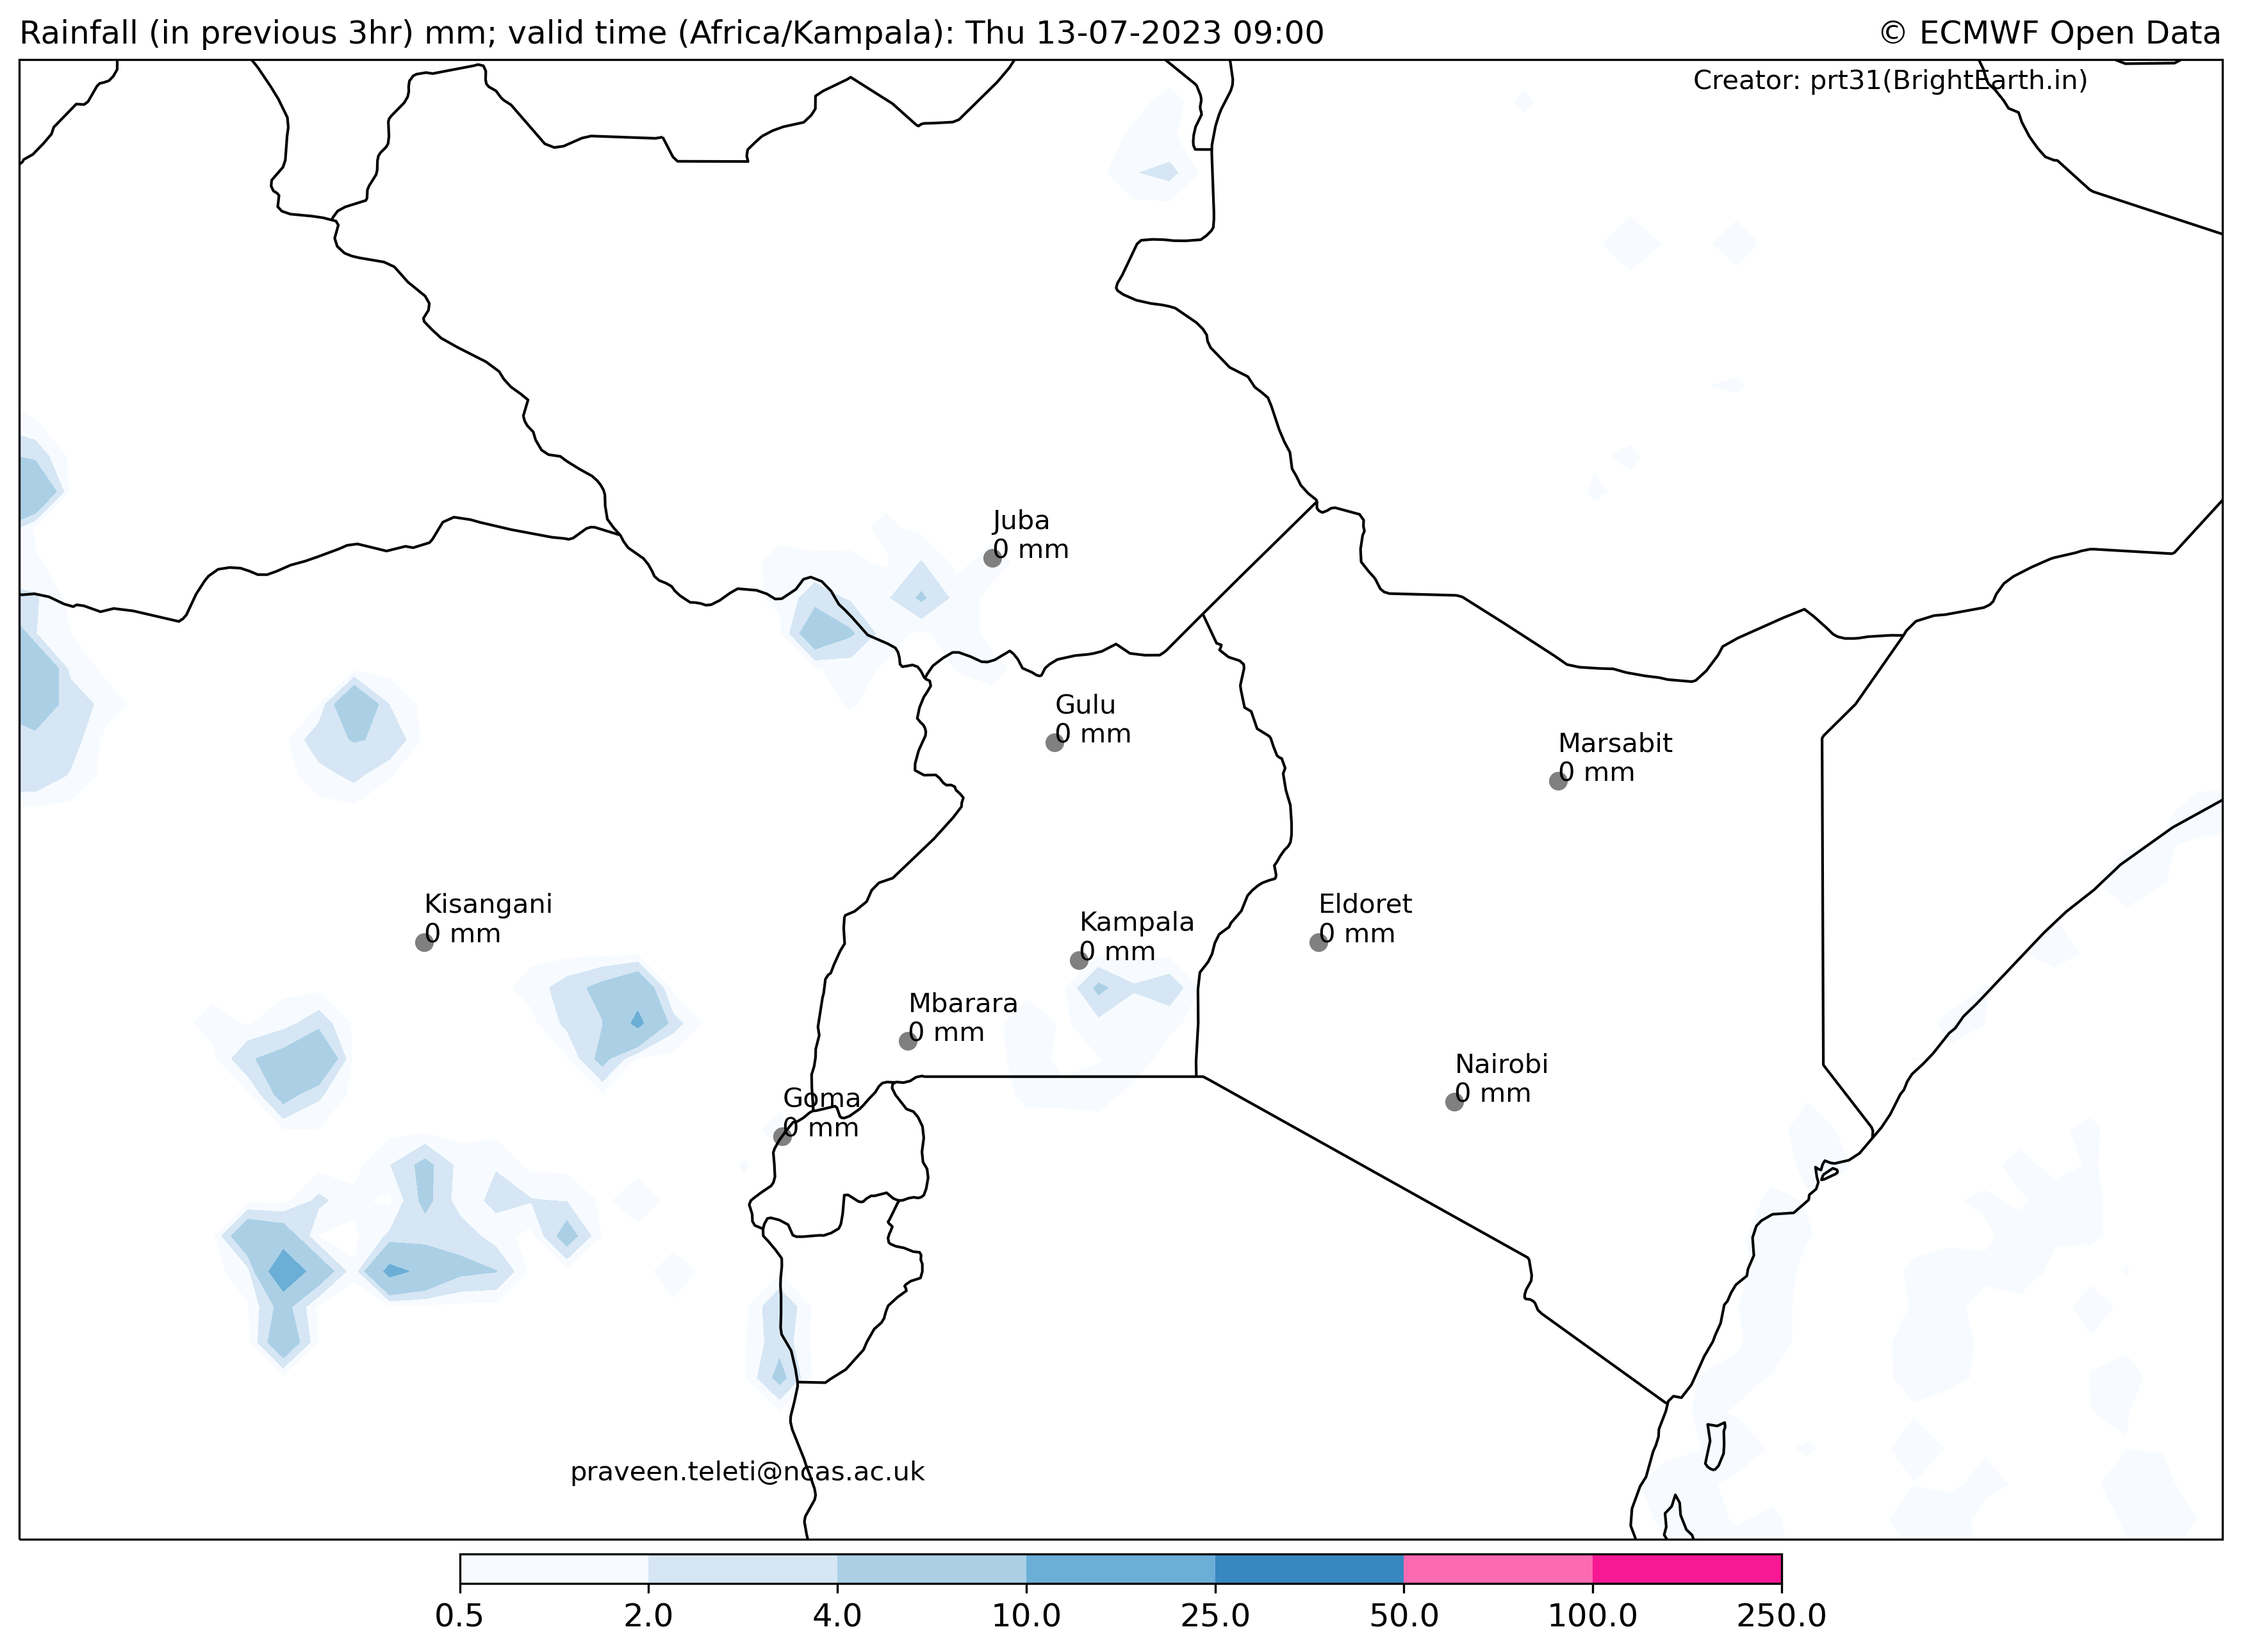 Rainfall (in previous 3hr) mm; valid time (Africa/Kampala): Thu 13-07-2023 09:00
© ECMWF Open Data
Creator: prt31(BrightEarth.in)
Juba
0 mm
Gulu
0 mm
Marsabit
0 mm
Kisangani
0 mm
Kampala
0 mm
Eldoret
0 mm
Mbarara
0 mm
Nairobi
0 mm
Goma
0 mm
praveen.teleti@ncas.ac.uk
0.5 2.0 4.0 10.0 25.0 50.0 100.0 250.0